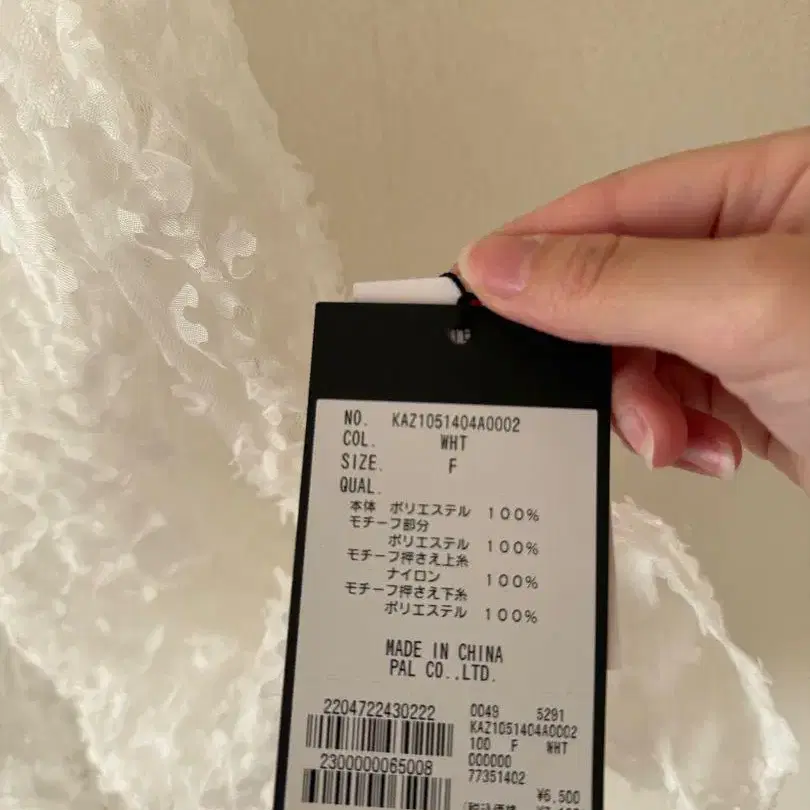 NO. KAZ1051404A0002
COL. WHT
SIZE. F
QUAL.
本体 ポリエステル 100%
モチーフ部分
ポリエステル 100%
モチーフ押さえ上糸
ナイロン 100%
モチーフ押さえ下糸
ポリエステル 100%
MADE IN CHINA
PAL CO.,LTD.
2204722430222
2300000065008
0049 5291
KAZ1051404A0002
100 F WHT
000000
77351402
¥6,500